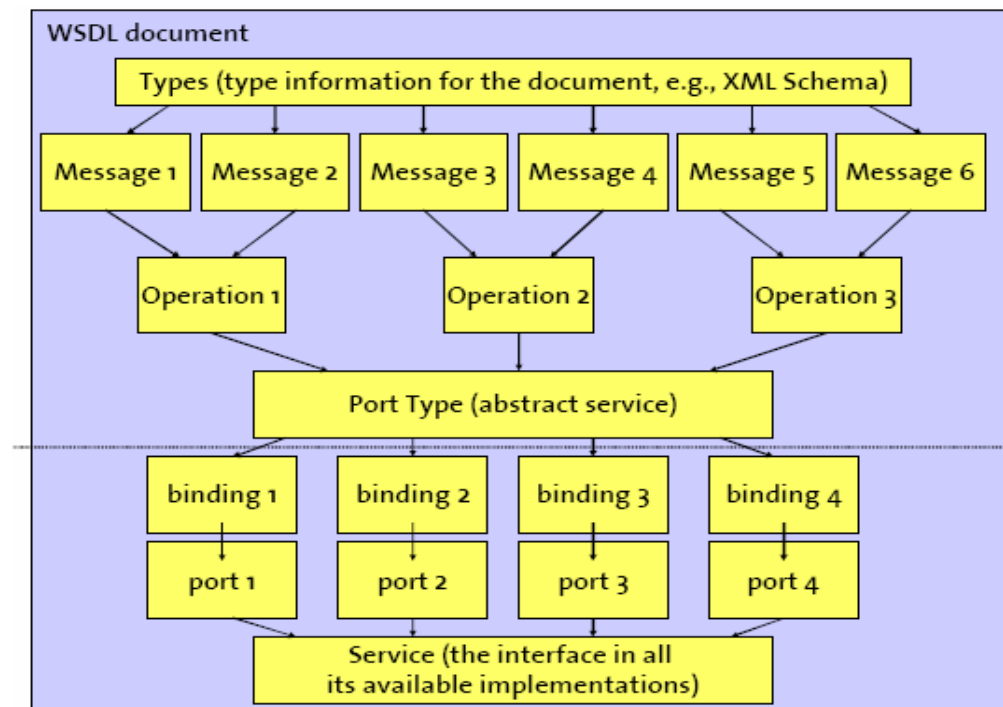 WSDL document
Types (type information for the document, e.g., XML Schema)
Message 1
Message 2
Message 3
Message 4
Message 5
Message 6
Operation 1
Operation 2
Operation 3
Port Type (abstract service)
binding 1
binding 2
binding 3
binding 4
port 1
port 2
port 3
port 4
Service (the interface in all
its available implementations)